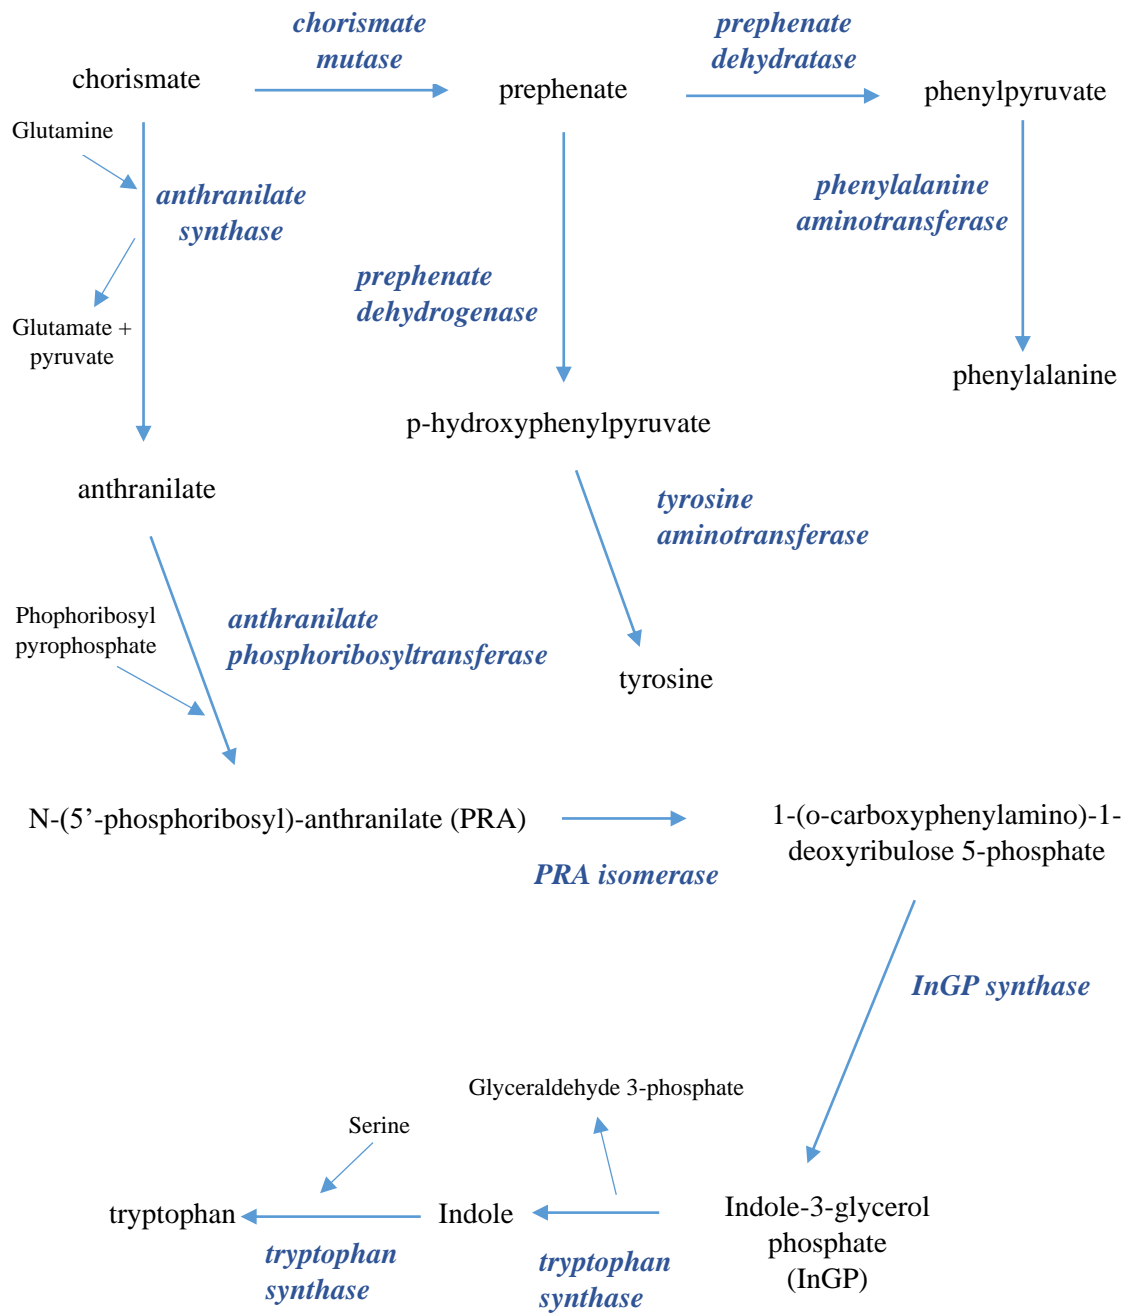 chorismate
mutase
prephenate
dehydratase
chorismate
prephenate
phenylpyruvate
Glutamine
anthranilate
synthase
phenylalanine
aminotransferase
prephenate
dehydrogenase
Glutamate +
pyruvate
phenylalanine
p-hydroxyphenylpyruvate
anthranilate
tyrosine
aminotransferase
Phophoribosyl
pyrophosphate
anthranilate
phosphoribosyltransferase
tyrosine
N-(5’-phosphoribosyl)-anthranilate (PRA)
1-(o-carboxyphenylamino)-1-
deoxyribulose 5-phosphate
PRA isomerase
InGP synthase
Glyceraldehyde 3-phosphate
Serine
tryptophan
Indole
Indole-3-glycerol
phosphate
(InGP)
tryptophan
synthase
tryptophan
synthase